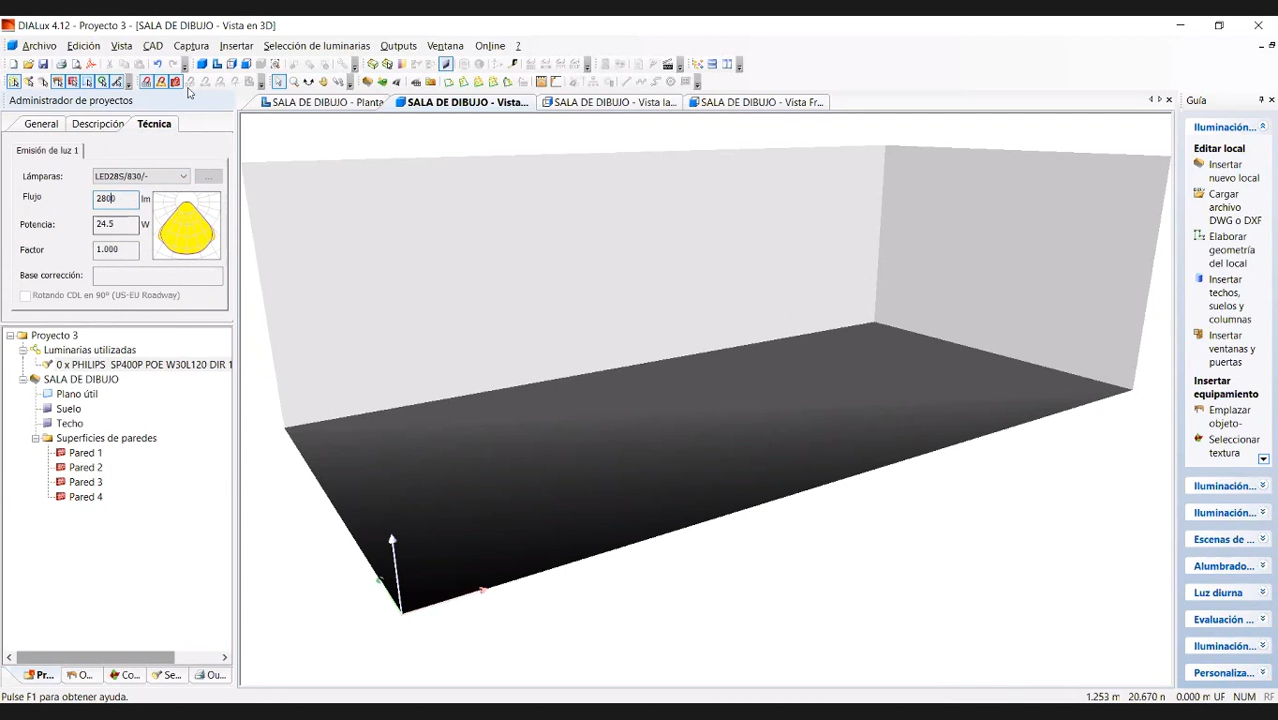 DIALux 4.12 - Proyecto 3 - [SALA DE DIBUJO - Vista en 3D]
Archivo Edición Vista CAD Captura Insertar Selección de luminarias Outputs Ventana Online ?
Administrador de proyectos
General Descripción Técnica
Emisión de luz 1
Lámparas: LED28S/830/- ...
Flujo 2800 lm
Potencia: 24.5 W
Factor 1.000
Base corrección:
Rotando CDL en 90º (US-EU Roadway)
Proyecto 3
Luminarias utilizadas
0 x PHILIPS SP400P POE W30L120 DIR 1
SALA DE DIBUJO
Plano útil
Suelo
Techo
Superficies de paredes
Pared 1
Pared 2
Pared 3
Pared 4
Pr... O... Co... Se... Ou...
Pulse F1 para obtener ayuda.
SALA DE DIBUJO - Planta
SALA DE DIBUJO - Vista...
SALA DE DIBUJO - Vista la...
SALA DE DIBUJO - Vista Fr...
Guía
Iluminación...
Editar local
Insertar
nuevo local
Cargar
archivo
DWG o DXF
Elaborar
geometría
del local
Insertar
techos,
suelos y
columnas
Insertar
ventanas y
puertas
Insertar
equipamiento
Emplazar
objeto-
Seleccionar
textura
Iluminación...
Iluminación...
Escenas de ...
Alumbrado...
Luz diurna
Evaluación ...
Iluminación...
Personaliza...
1.253 m 20.670 n 0.000 m UF NUM RF